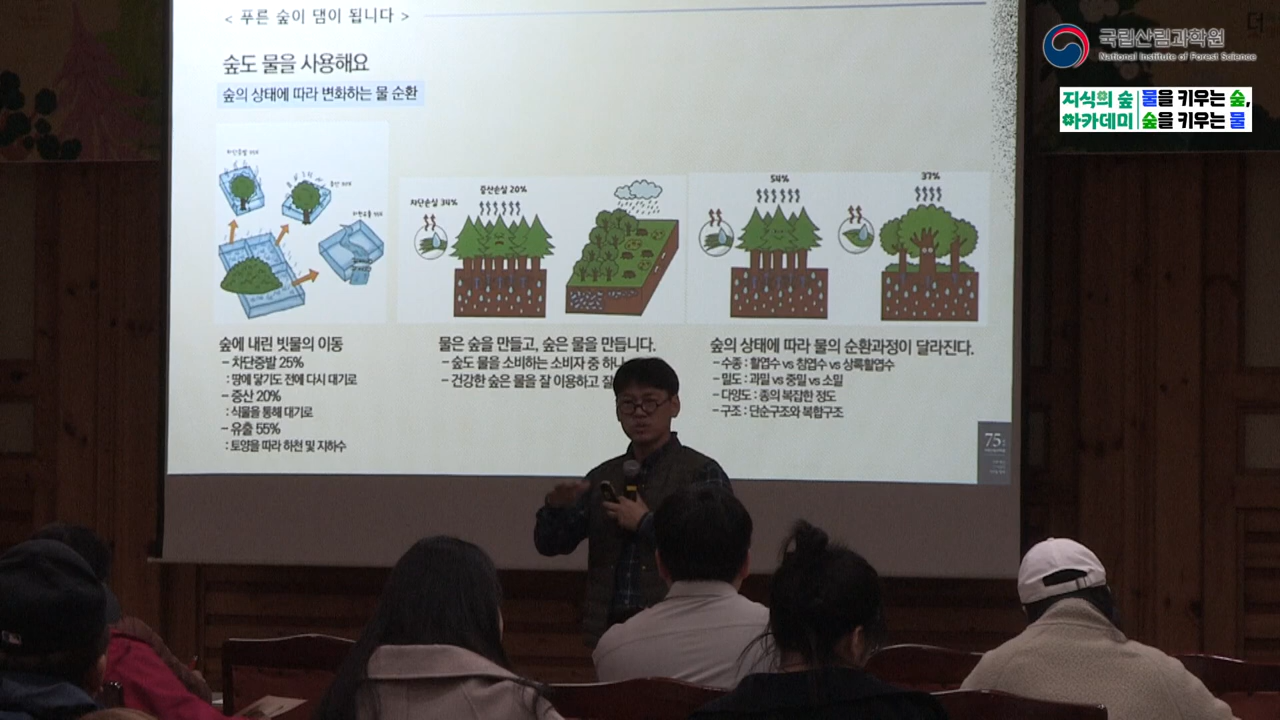 < 푸른 숲이 댐이 됩니다 >
숲도 물을 사용해요
숲의 상태에 따라 변화하는 물 순환
차단손실 34%
증산손실 20%
54%
37%
숲에 내린 빗물의 이동
- 차단증발 25%
: 땅에 닿기도 전에 다시 대기로
- 증산 20%
: 식물을 통해 대기로
- 유출 55%
: 토양을 따라 하천 및 지하수
물은 숲을 만들고, 숲은 물을 만듭니다.
- 숲도 물을 소비하는 소비자 중 하나
- 건강한 숲은 물을 잘 이용하고 잘
숲의 상태에 따라 물의 순환과정이 달라진다.
- 수종 : 활엽수 vs 침엽수 vs 상록활엽수
- 밀도 : 과밀 vs 중밀 vs 소밀
- 다양도 : 종의 복잡한 정도
- 구조 : 단순구조와 복합구조
75
더
국립산림과학원
National Institute of Forest Science
지식의 숲 물을 키우는 숲,
아카데미 숲을 키우는 물